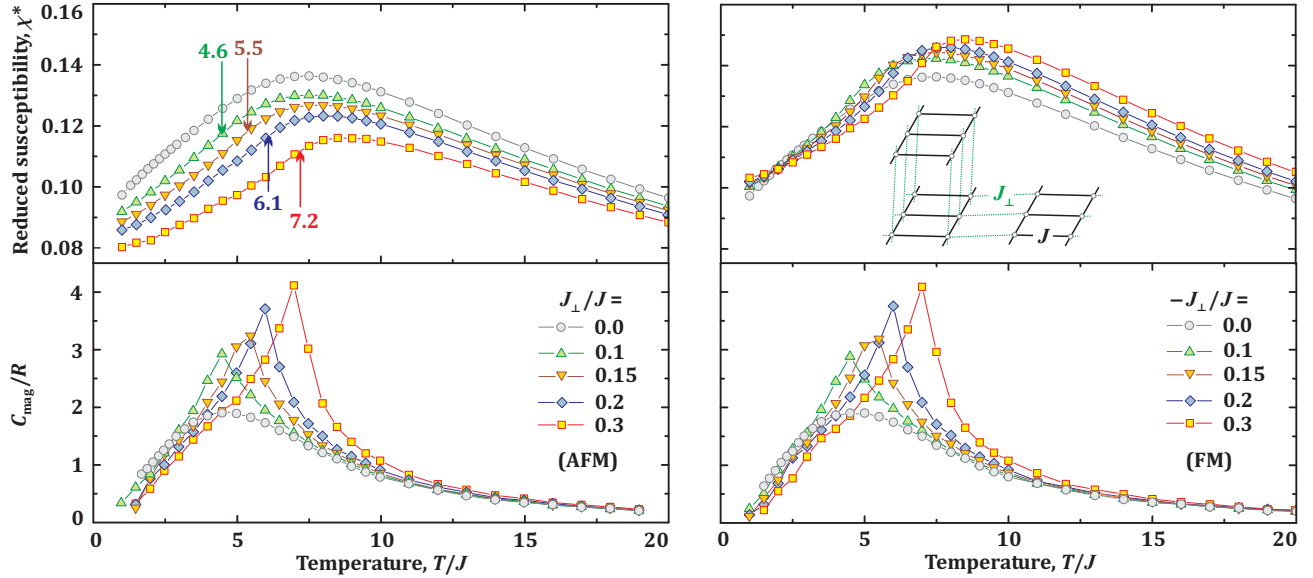 Reduced susceptibility, χ*
0.16
0.14
0.12
0.10
0.08
4.6
5.5
6.1
7.2
J⊥
J
C_mag/R
4
3
2
1
0
J⊥/J =
0.0
0.1
0.15
0.2
0.3
(AFM)
0 5 10 15 20
Temperature, T/J
−J⊥/J =
0.0
0.1
0.15
0.2
0.3
(FM)
0 5 10 15 20
Temperature, T/J